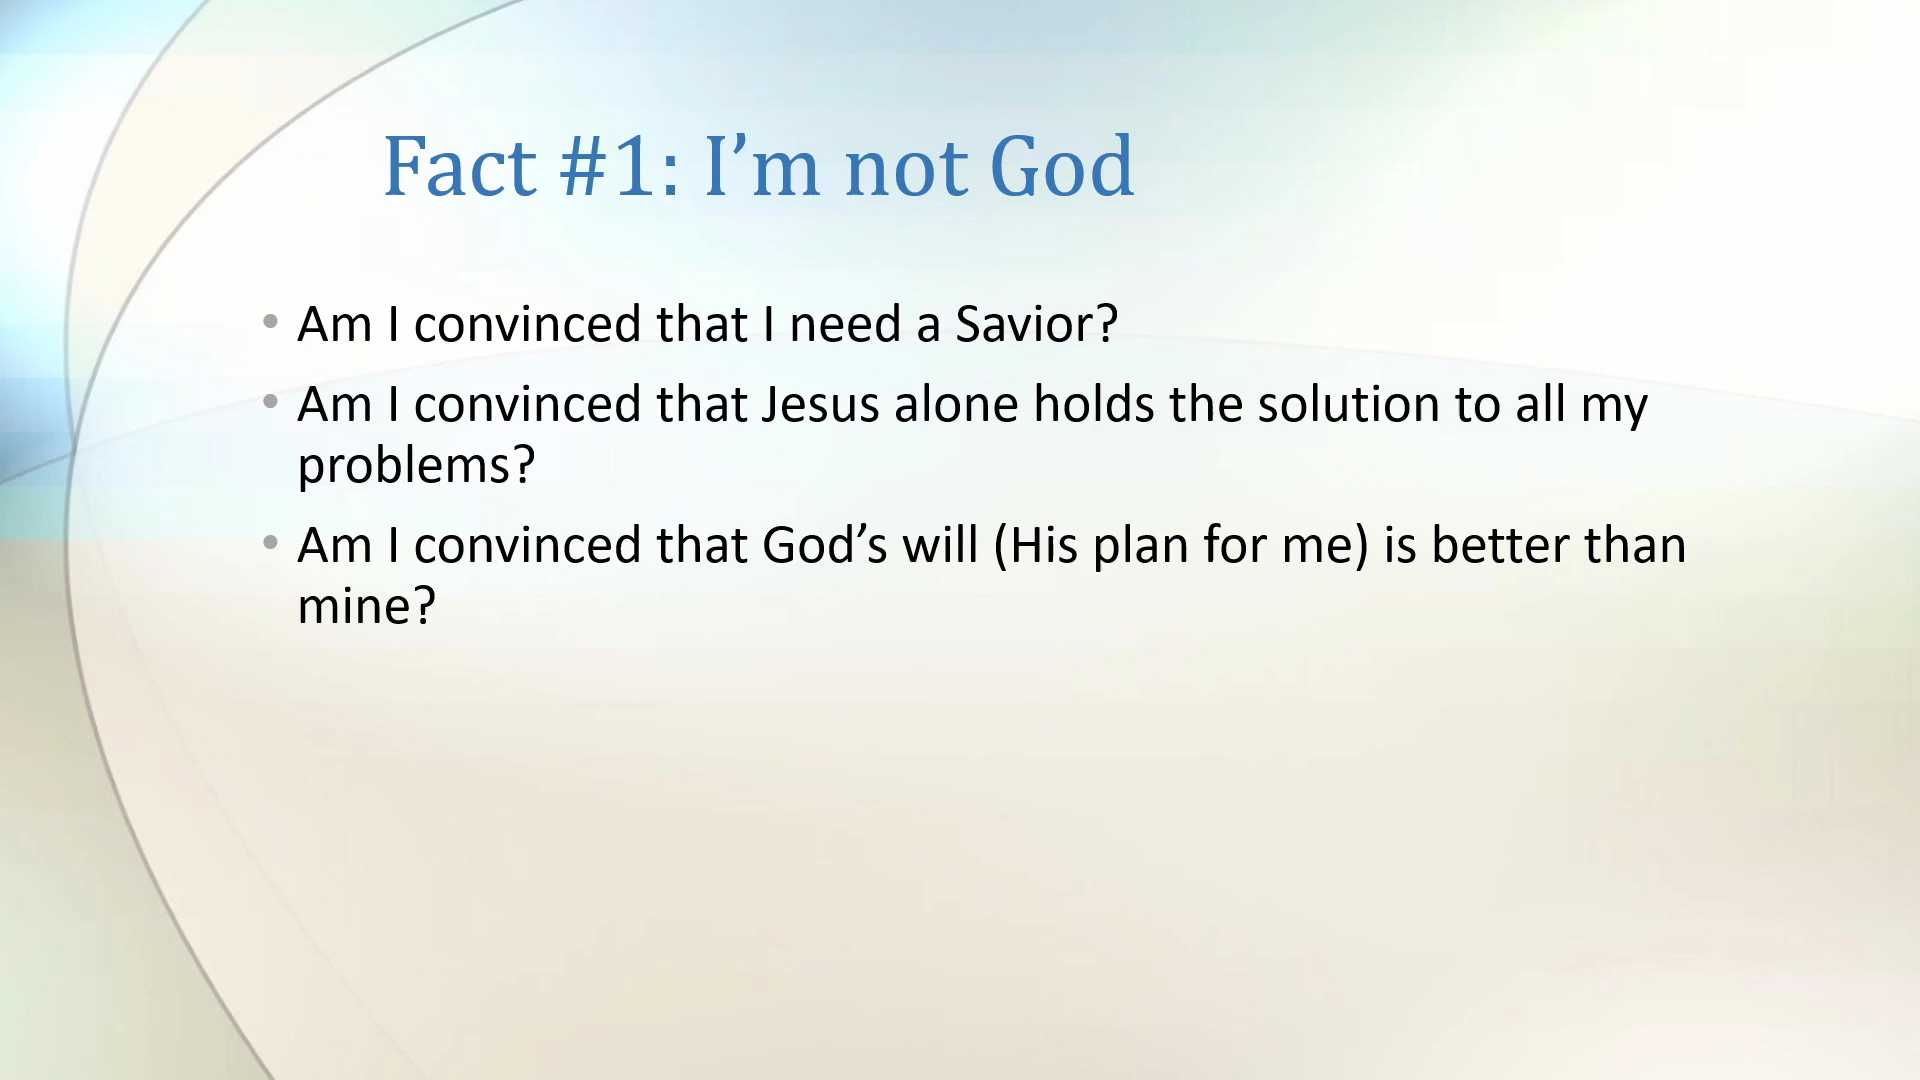 Fact #1: I’m not God
• Am I convinced that I need a Savior?
• Am I convinced that Jesus alone holds the solution to all my
problems?
• Am I convinced that God’s will (His plan for me) is better than
mine?